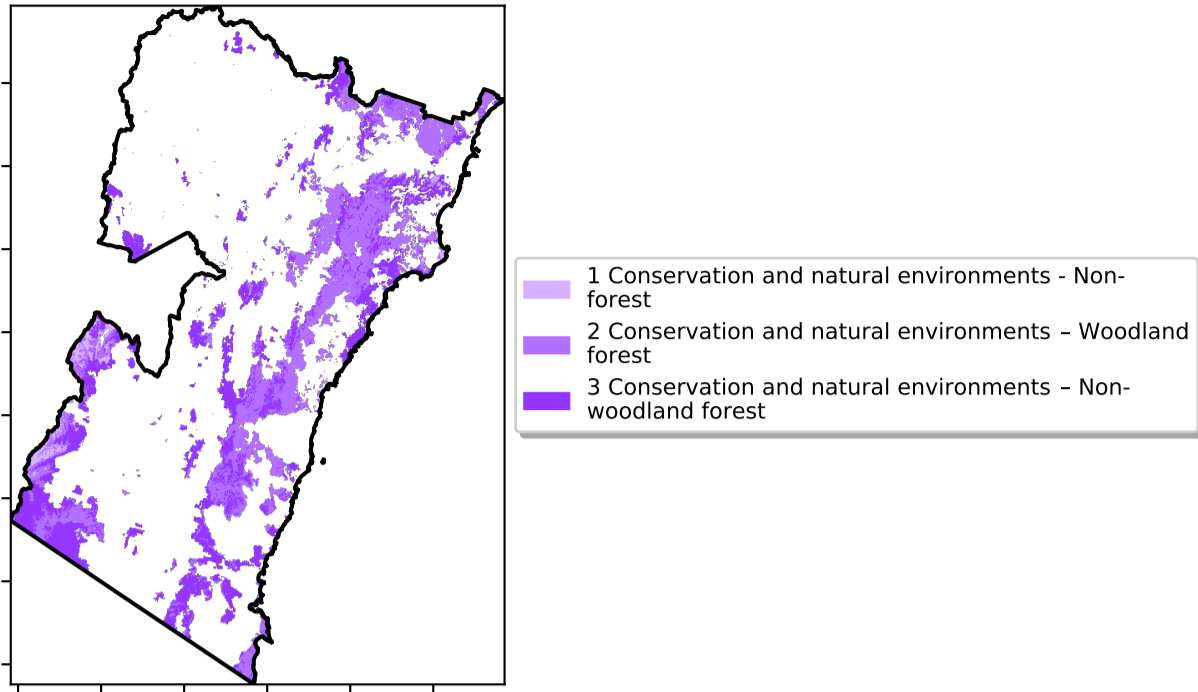 1 Conservation and natural environments - Non-
forest
2 Conservation and natural environments – Woodland
forest
3 Conservation and natural environments – Non-
woodland forest